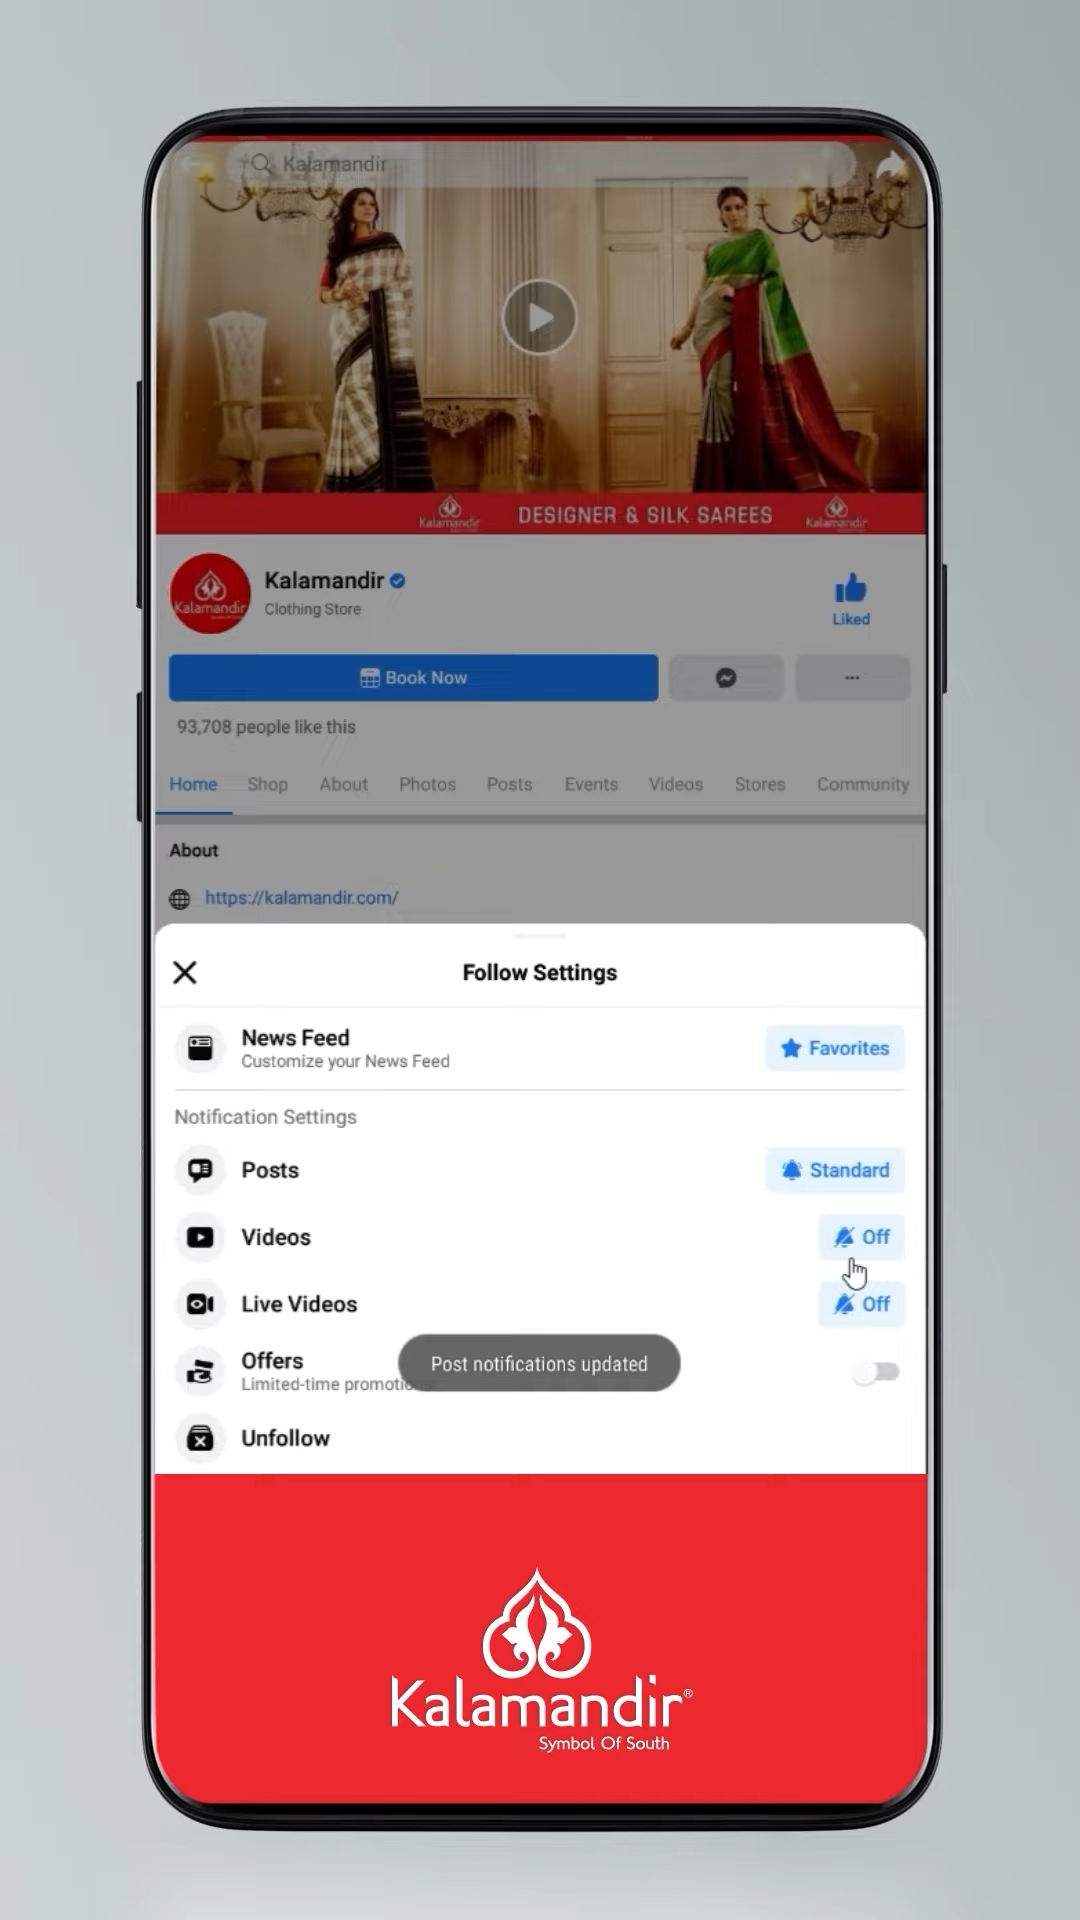 Kalamandir
Kalamandir
DESIGNER & SILK SAREES
Kalamandir
Kalamandir
Kalamandir
Clothing Store
Liked
Book Now
93,708 people like this
Home
Shop
About
Photos
Posts
Events
Videos
Stores
Community
About
https://kalamandir.com/
Follow Settings
News Feed
Customize your News Feed
Favorites
Notification Settings
Posts
Standard
Videos
Off
Live Videos
Off
Offers
Limited-time
Post notifications updated
Unfollow
Kalamandir®
Symbol Of South